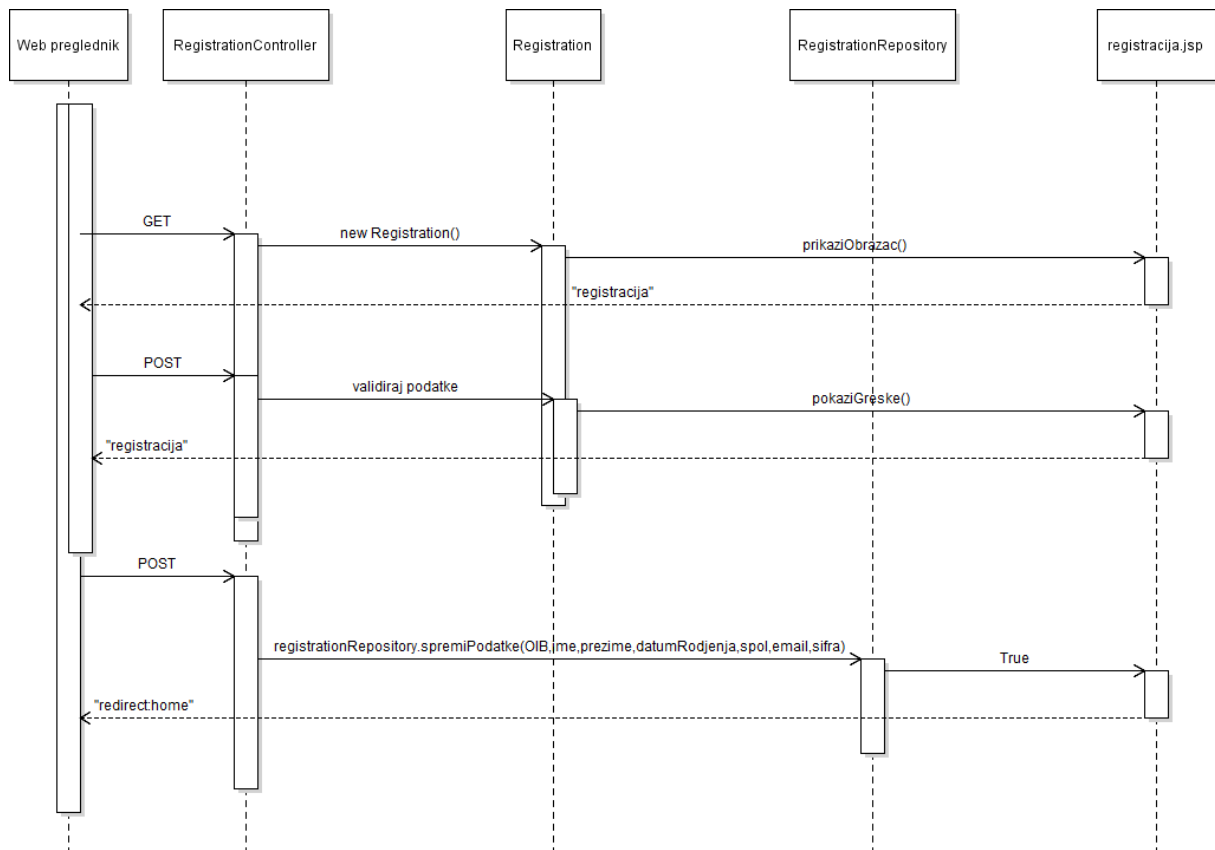 Web preglednik
RegistrationController
Registration
RegistrationRepository
registracija.jsp
GET
new Registration()
prikaziObrazac()
"registracija"
POST
validiraj podatke
pokaziGreske()
"registracija"
POST
registrationRepository.spremiPodatke(OIB,ime,prezime,datumRodjenja,spol,email,sifra)
True
"redirect:home"